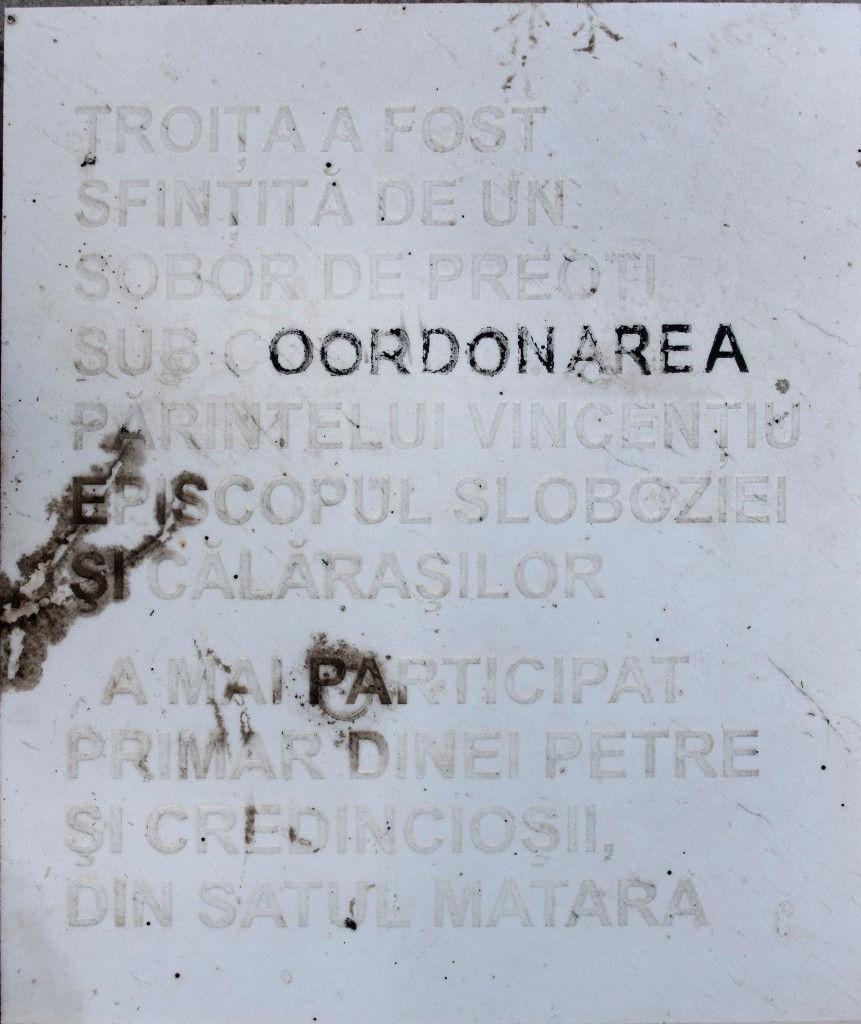 TROIȚA A FOST
SFINȚITĂ DE UN
SOBOR DE PREOȚI
SUB COORDONAREA
PĂRINTELUI VINCENȚIU
EPISCOPUL SLOBOZIEI
ȘI CĂLĂRAȘILOR
A MAI PARTICIPAT
PRIMAR DINEI PETRE
ȘI CREDINCIOȘII,
DIN SATUL MATARA